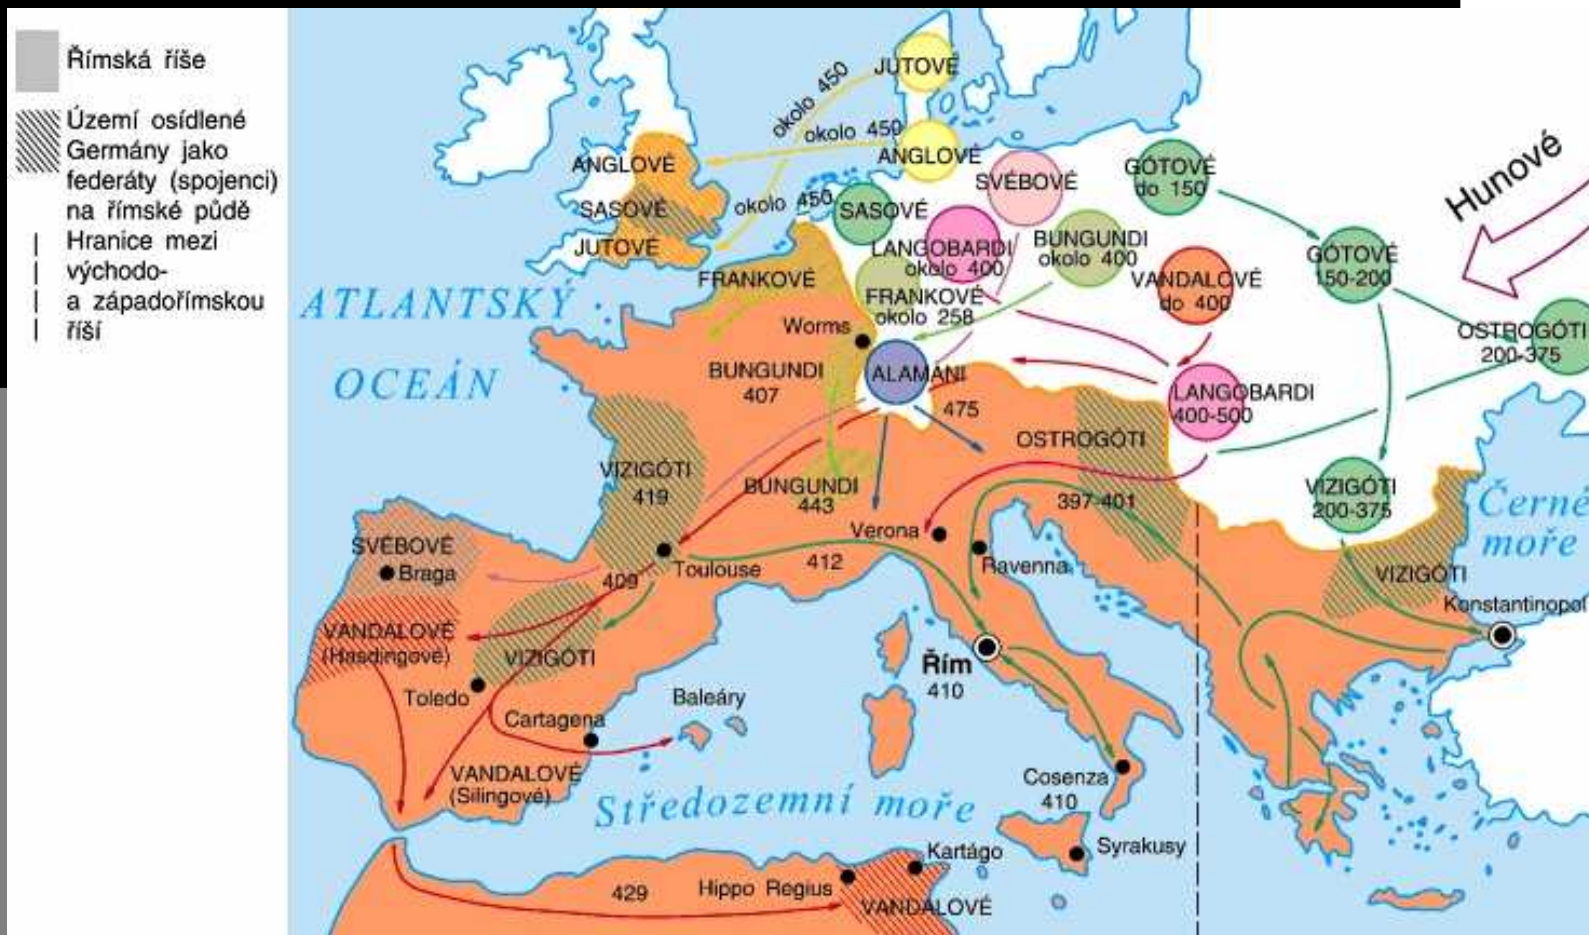 Římská říše
Území osídlené
Germány jako
federáty (spojenci)
na římské půdě
Hranice mezi
východo-
a západořímskou
říší
JUTOVÉ
okolo 450
okolo 450
ANGLOVÉ
ANGLOVÉ
SVÉBOVÉ
GÓTOVÉ
do 150
Hunové
okolo 450
SASOVÉ
SASOVÉ
JUTOVÉ
LANGOBARDI
okolo 400
BUNGUNDI
okolo 400
GÓTOVÉ
150-200
VANDALOVÉ
do 400
FRANKOVÉ
FRANKOVÉ
okolo 258
OSTROGÓTI
200-375
ATLANTSKÝ
OCEÁN
Worms
BUNGUNDI
407
ALAMÁNI
475
LANGOBARDI
400-500
OSTROGÓTI
VIZIGÓTI
419
BUNGUNDI
443
397-401
VIZIGÓTI
200-375
Černé
moře
Verona
Ravenna
SVÉBOVÉ
Braga
409
Toulouse
412
VIZIGÓTI
Konstantinopol
VANDALOVÉ
(Hasdingové)
VIZIGÓTI
Řím
410
Toledo
Baleáry
Cartagena
VANDALOVÉ
(Silingové)
Středozemní moře
Cosenza
410
Syrakusy
Kartágo
429
Hippo Regius
VANDALOVÉ